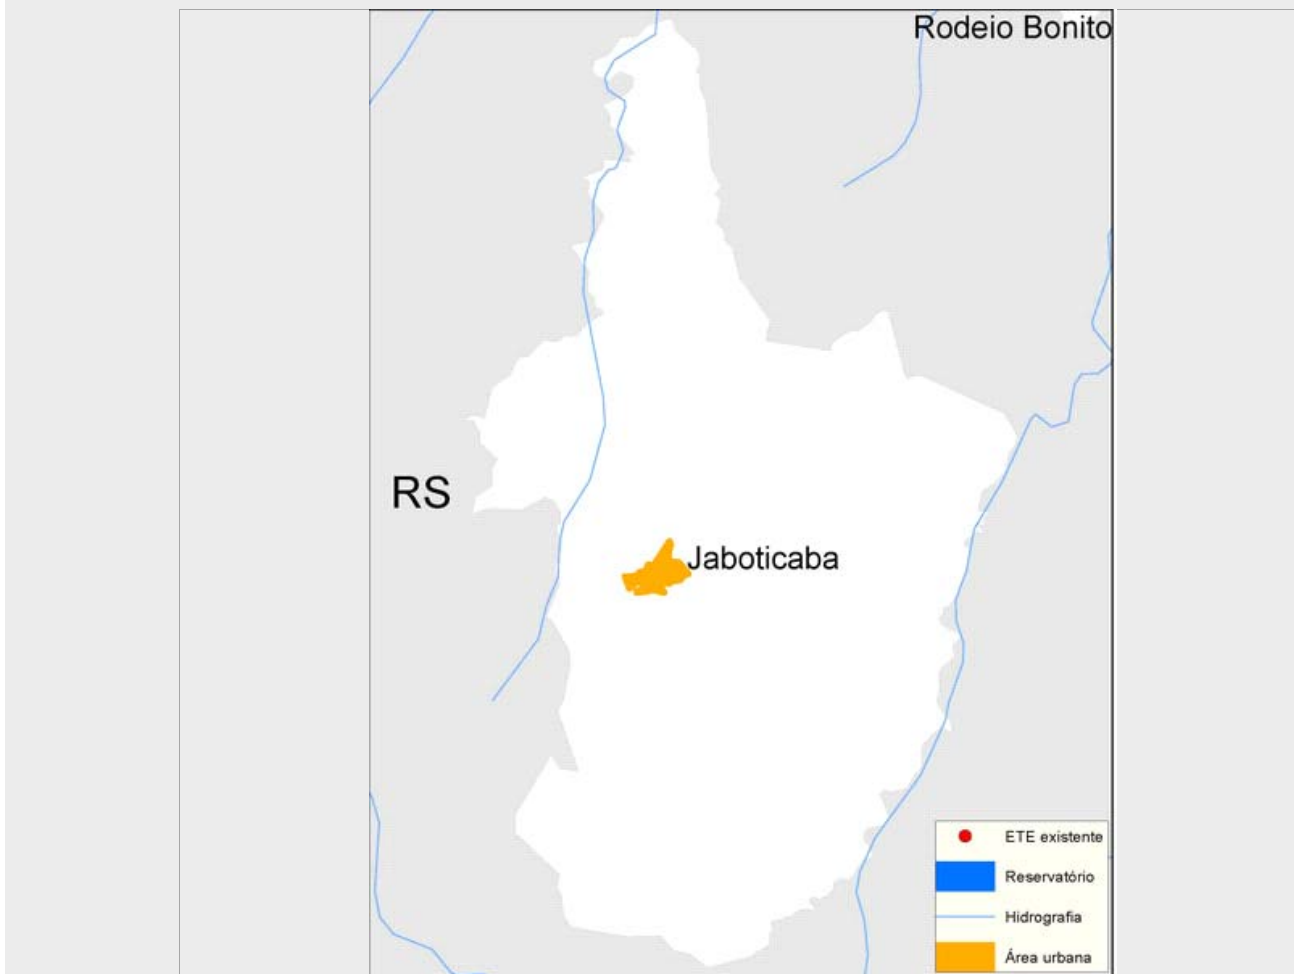 Rodeio Bonito
RS
Jaboticaba
ETE existente
Reservatório
Hidrografia
Área urbana